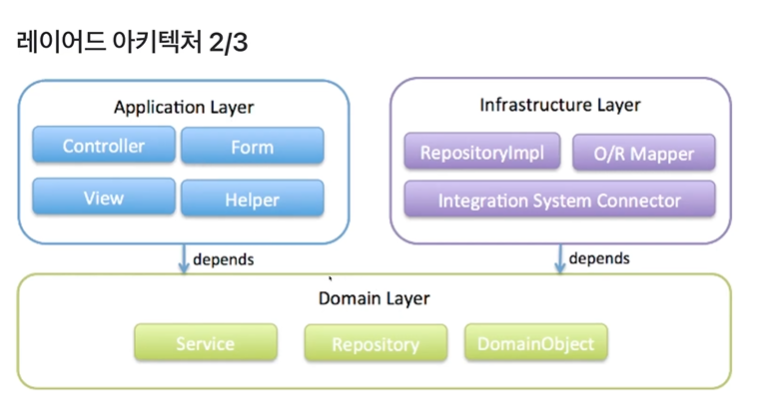 레이어드 아키텍처 2/3
Application Layer
Controller
Form
View
Helper
Infrastructure Layer
RepositoryImpl
O/R Mapper
Integration System Connector
depends
depends
Domain Layer
Service
Repository
DomainObject